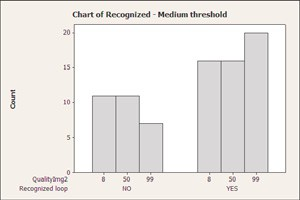 Chart of Recognized - Medium threshold
Count
20
15
10
5
0
QualityImg2 8 50 99 8 50 99
Recognized loop NO YES